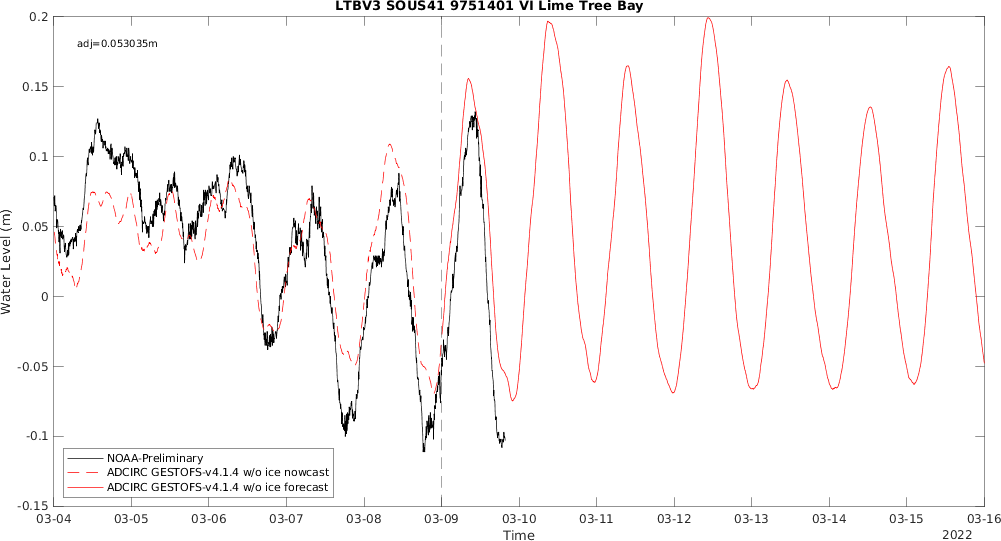 LTBV3 SOUS41 9751401 VI Lime Tree Bay
adj=0.053035m
0.2
0.15
0.1
0.05
0
-0.05
-0.1
-0.15
Water Level (m)
NOAA-Preliminary
ADCIRC GESTOFS-v4.1.4 w/o ice nowcast
ADCIRC GESTOFS-v4.1.4 w/o ice forecast
03-04 03-05 03-06 03-07 03-08 03-09 03-10 03-11 03-12 03-13 03-14 03-15 03-16
Time
2022